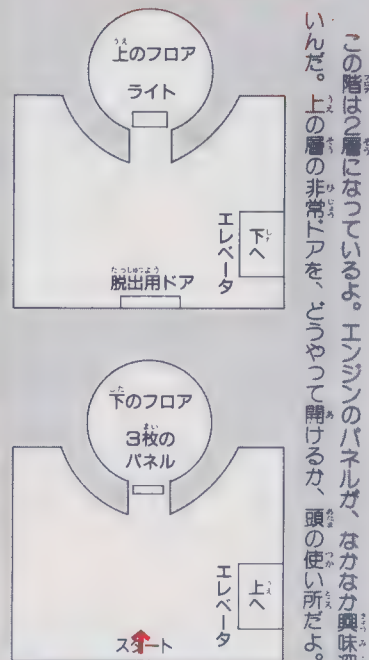 この階は2層になっているよ。エンジンのパネルが、なかなか興味深
いんだ。上の層の非常ドアを、どうやって開けるか、頭の使い所だよ。
上のフロア
ライト
エレベータ
下へ
脱出用ドア
下のフロア
3枚の
パネル
エレベータ
上へ
スタート